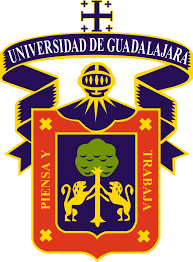 UNIVERSIDAD DE GUADALAJARA
PIENSA Y
TRABAJA